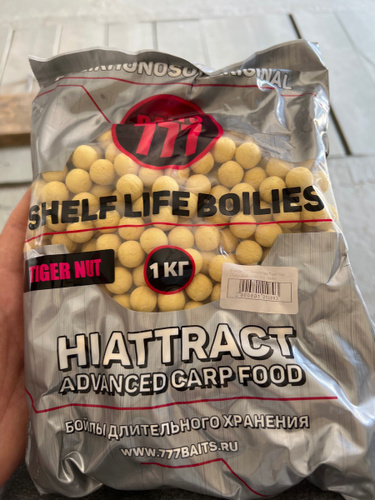 777
SHELF LIFE BOILIES
TIGER NUT
1 КГ
HIATTRACT
ADVANCED CARP FOOD
БОЙЛЫ ДЛИТЕЛЬНОГО ХРАНЕНИЯ
WWW.777BAITS.RU